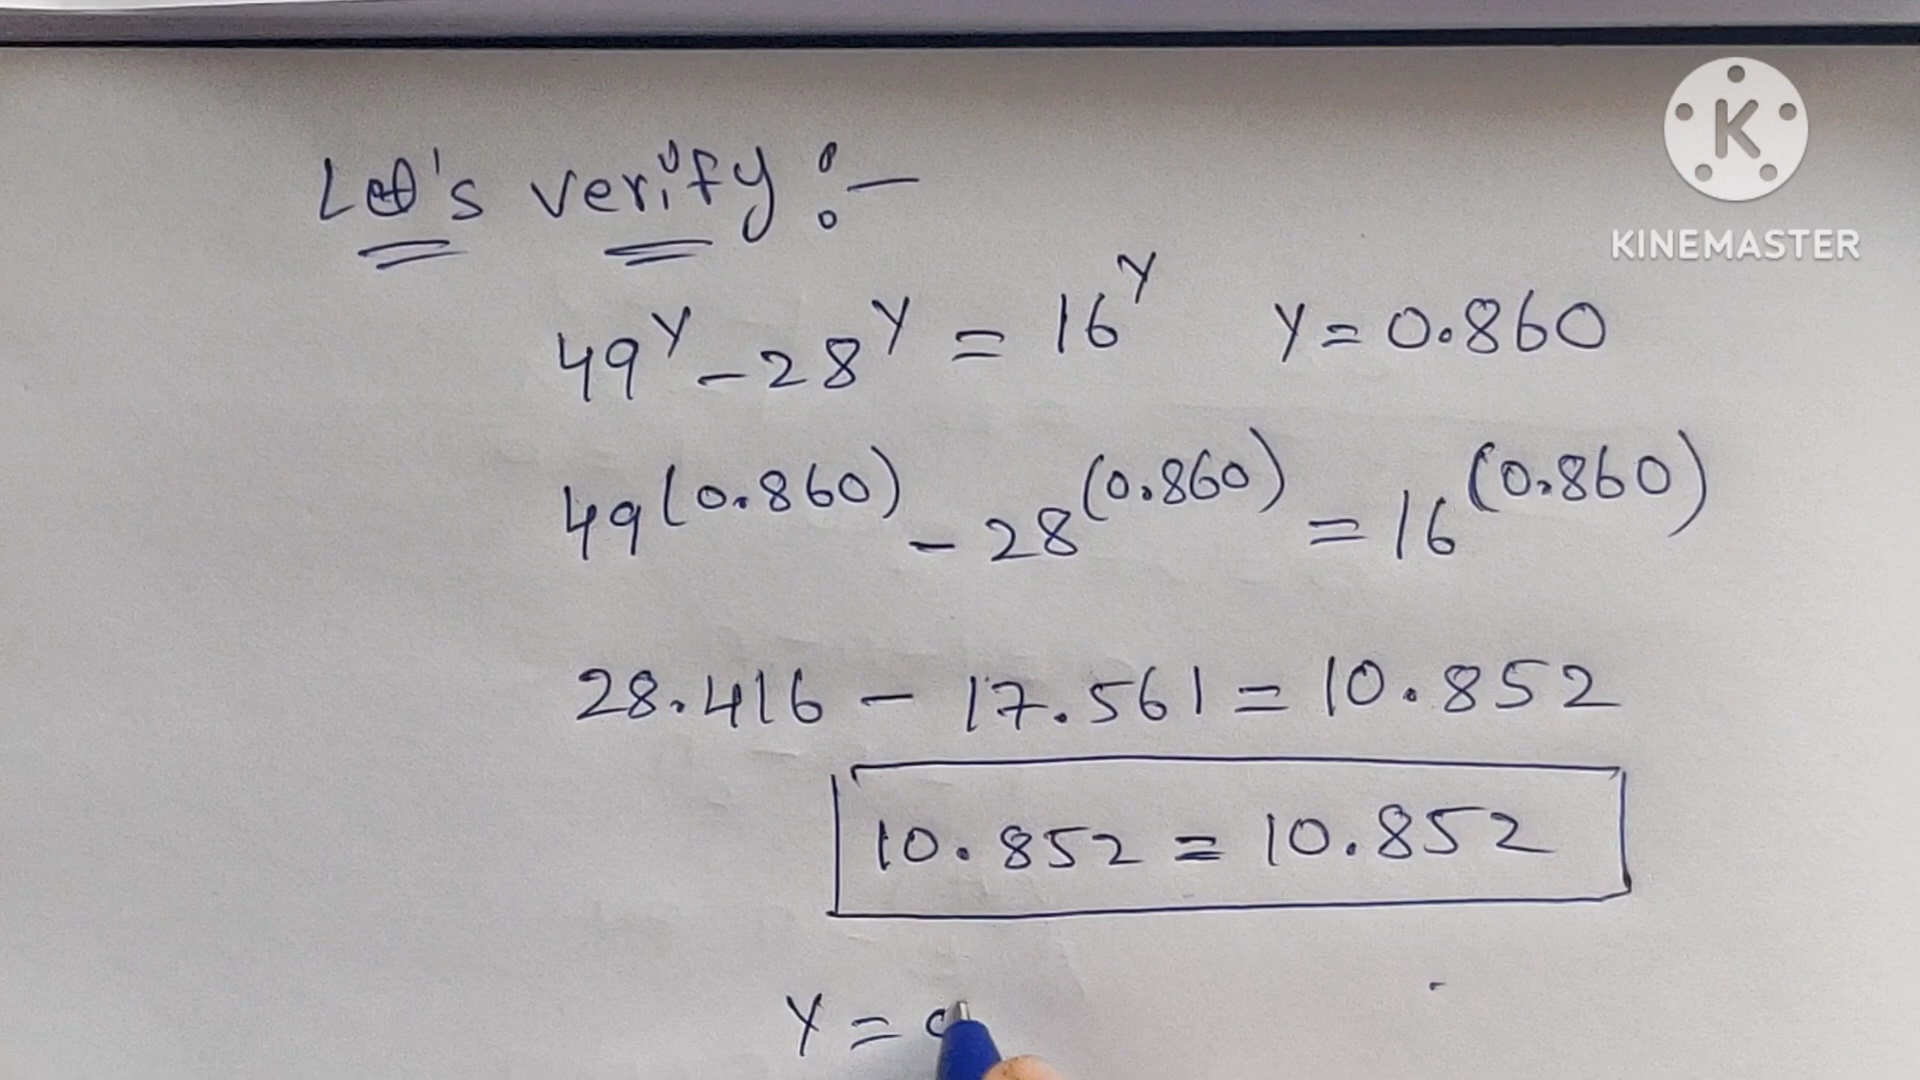 Let's verify :-
K
KINEMASTER
49^Y - 28^Y = 16^Y   Y = 0.860
49^(0.860) - 28^(0.860) = 16^(0.860)
28.416 - 17.561 = 10.852
10.852 = 10.852
Y =